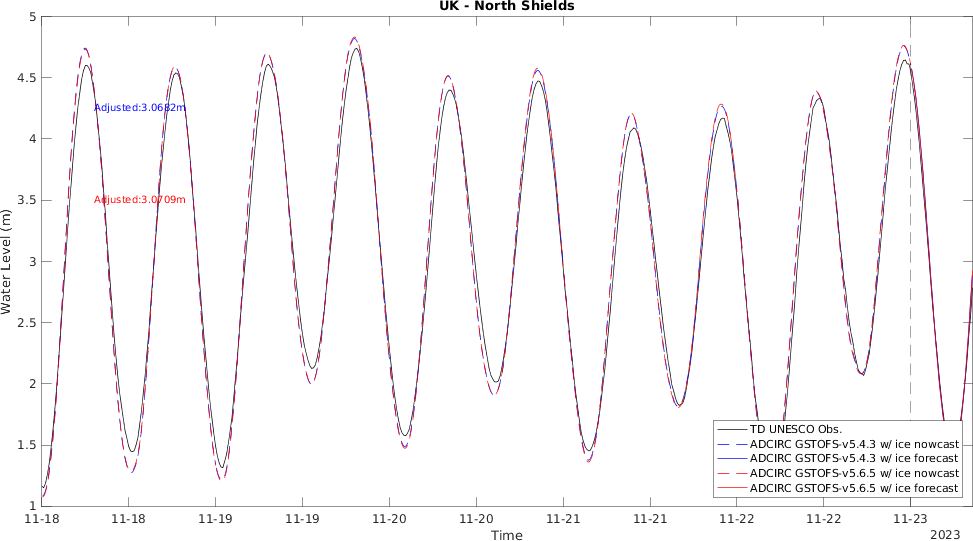 UK - North Shields
5
4.5
4
3.5
3
2.5
2
1.5
1
Water Level (m)
Adjusted:3.0682m
Adjusted:3.0709m
TD UNESCO Obs.
ADCIRC GSTOFS-v5.4.3 w/ ice nowcast
ADCIRC GSTOFS-v5.4.3 w/ ice forecast
ADCIRC GSTOFS-v5.6.5 w/ ice nowcast
ADCIRC GSTOFS-v5.6.5 w/ ice forecast
11-18 11-18 11-19 11-19 11-20 11-20 11-21 11-21 11-22 11-22 11-23
Time
2023